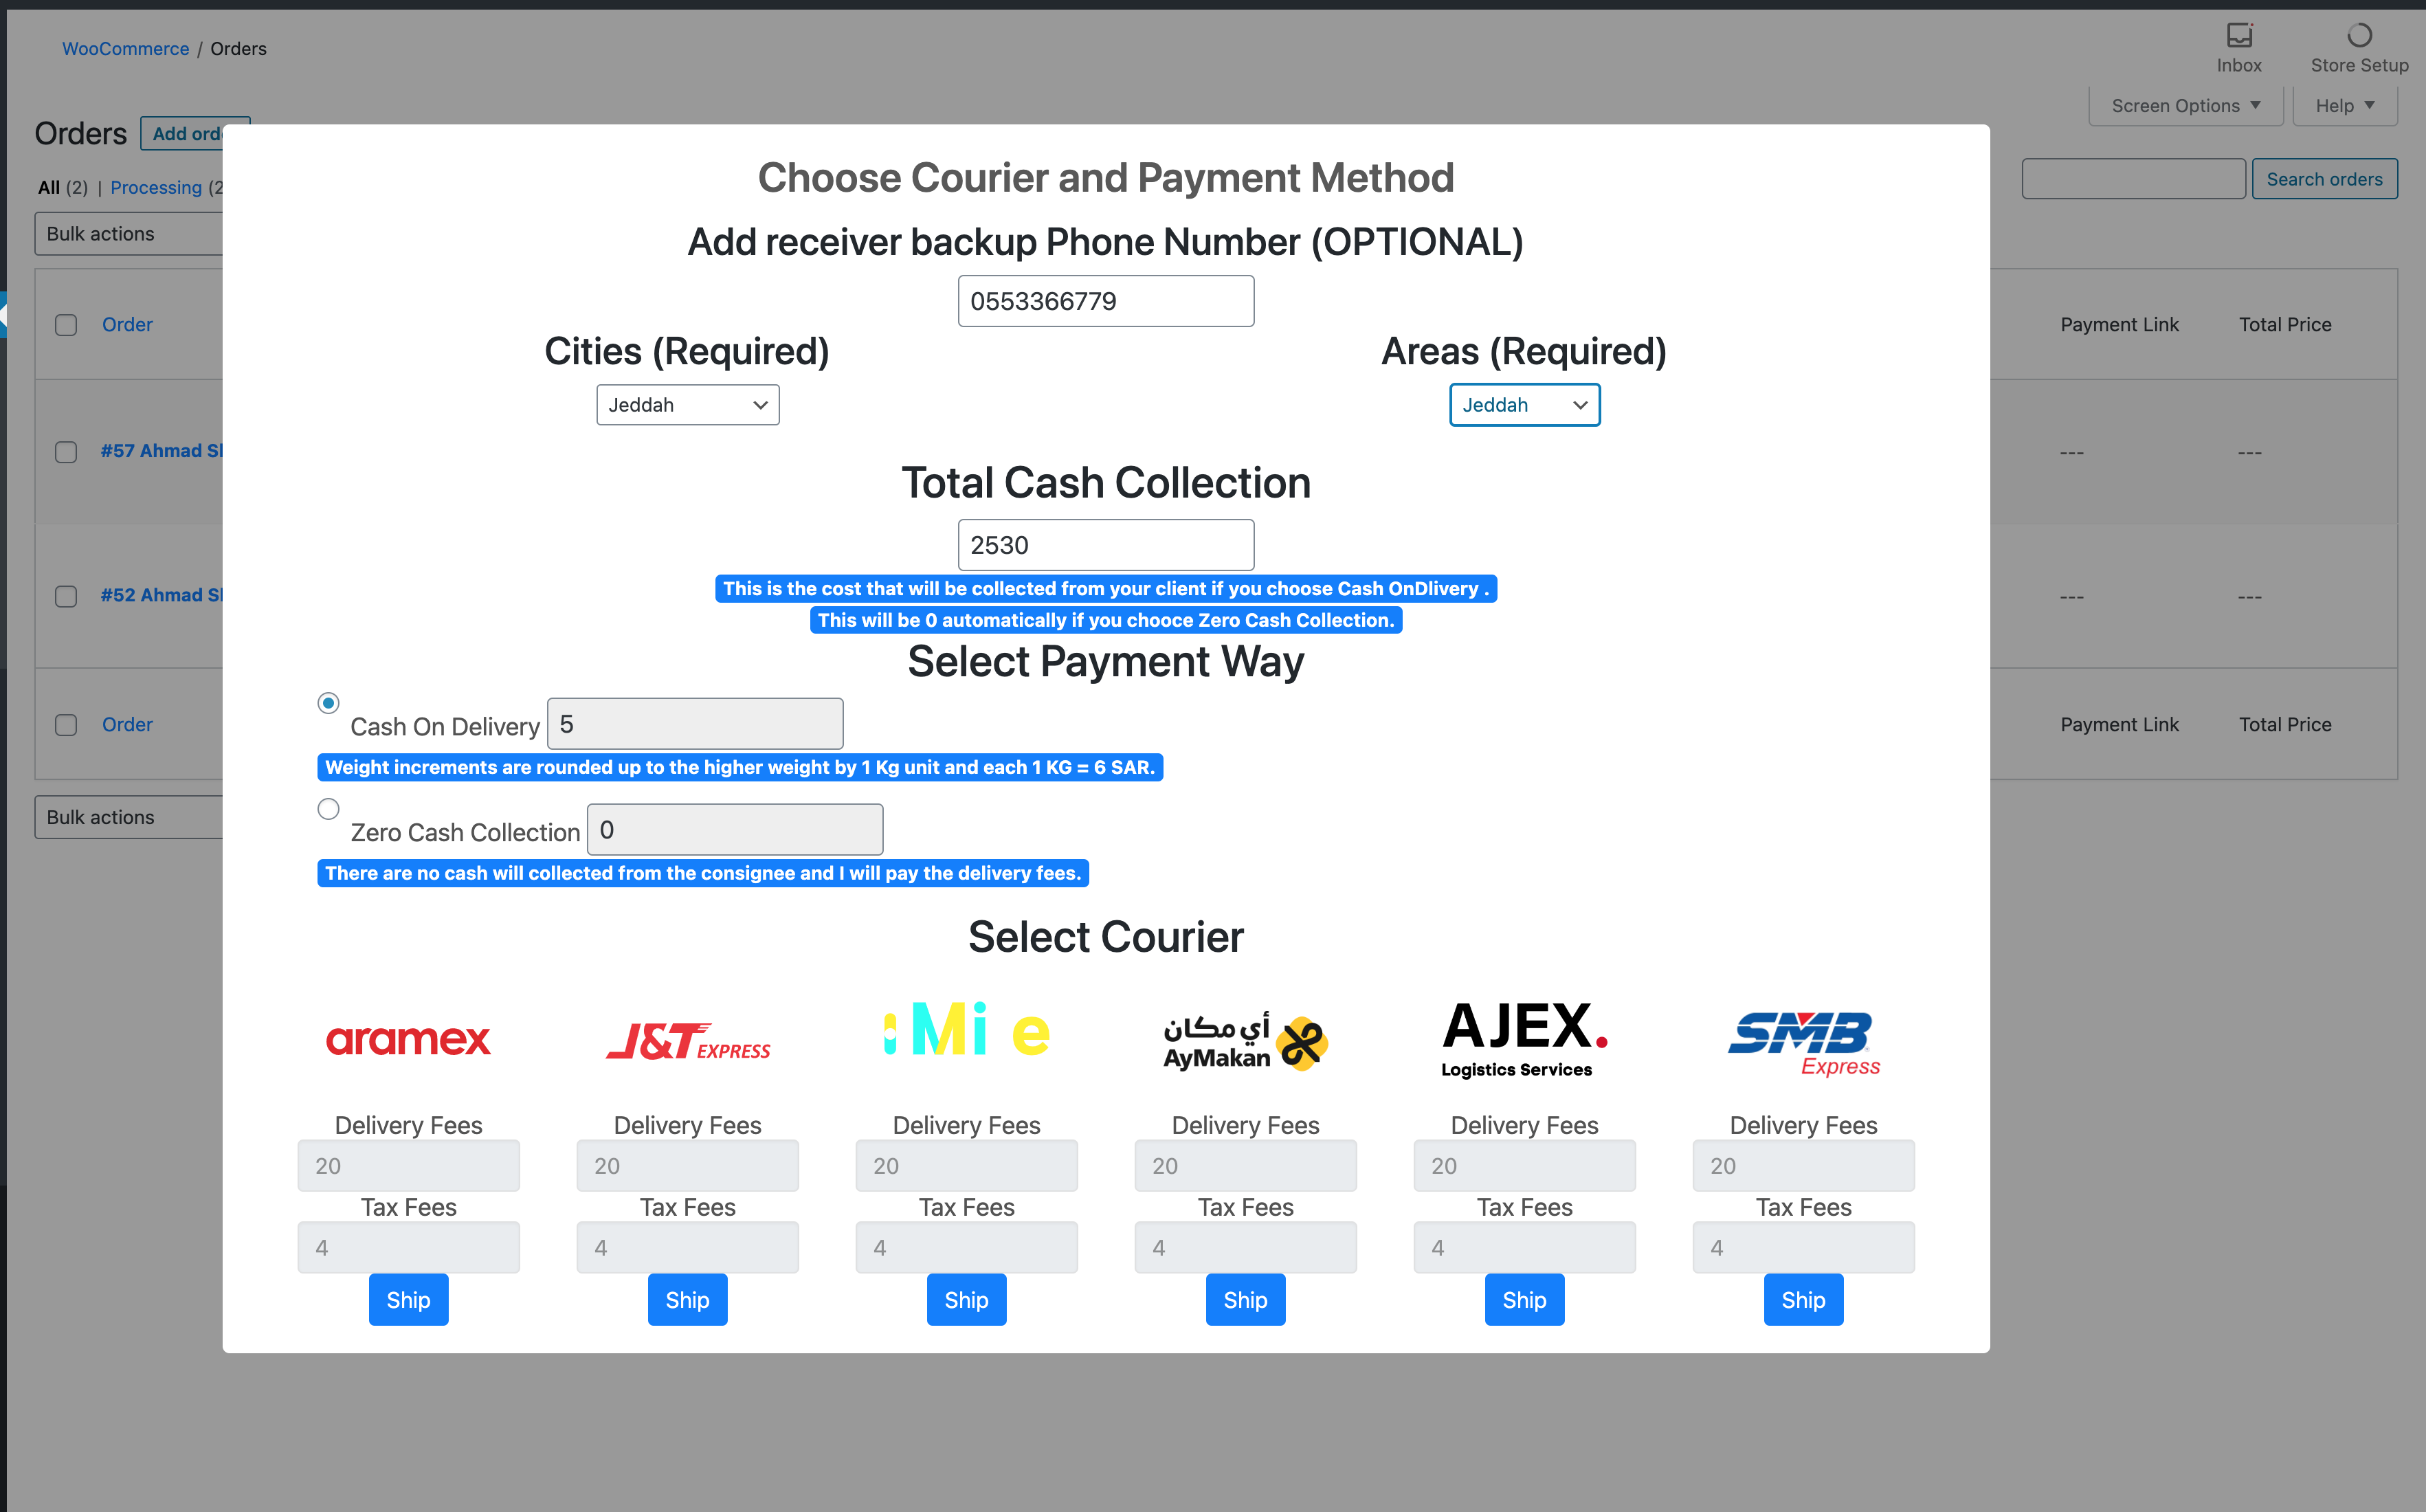 WooCommerce / Orders
Inbox
Store Setup
Screen Options ▼
Help ▼
Orders
Add ord
All (2) | Processing (2
Search orders
Bulk actions
Order
Payment Link
Total Price
#57 Ahmad S
---
---
#52 Ahmad S
---
---
Order
Payment Link
Total Price
Bulk actions
Choose Courier and Payment Method
Add receiver backup Phone Number (OPTIONAL)
0553366779
Cities (Required)
Areas (Required)
Jeddah
Jeddah
Total Cash Collection
2530
This is the cost that will be collected from your client if you choose Cash OnDlivery .
This will be 0 automatically if you chooce Zero Cash Collection.
Select Payment Way
Cash On Delivery 5
Weight increments are rounded up to the higher weight by 1 Kg unit and each 1 KG = 6 SAR.
Zero Cash Collection 0
There are no cash will collected from the consignee and I will pay the delivery fees.
Select Courier
aramex
J&T EXPRESS
iMi e
أي مكان
AyMakan
AJEX.
Logistics Services
SMB
Express
Delivery Fees
Delivery Fees
Delivery Fees
Delivery Fees
Delivery Fees
Delivery Fees
20
20
20
20
20
20
Tax Fees
Tax Fees
Tax Fees
Tax Fees
Tax Fees
Tax Fees
4
4
4
4
4
4
Ship
Ship
Ship
Ship
Ship
Ship